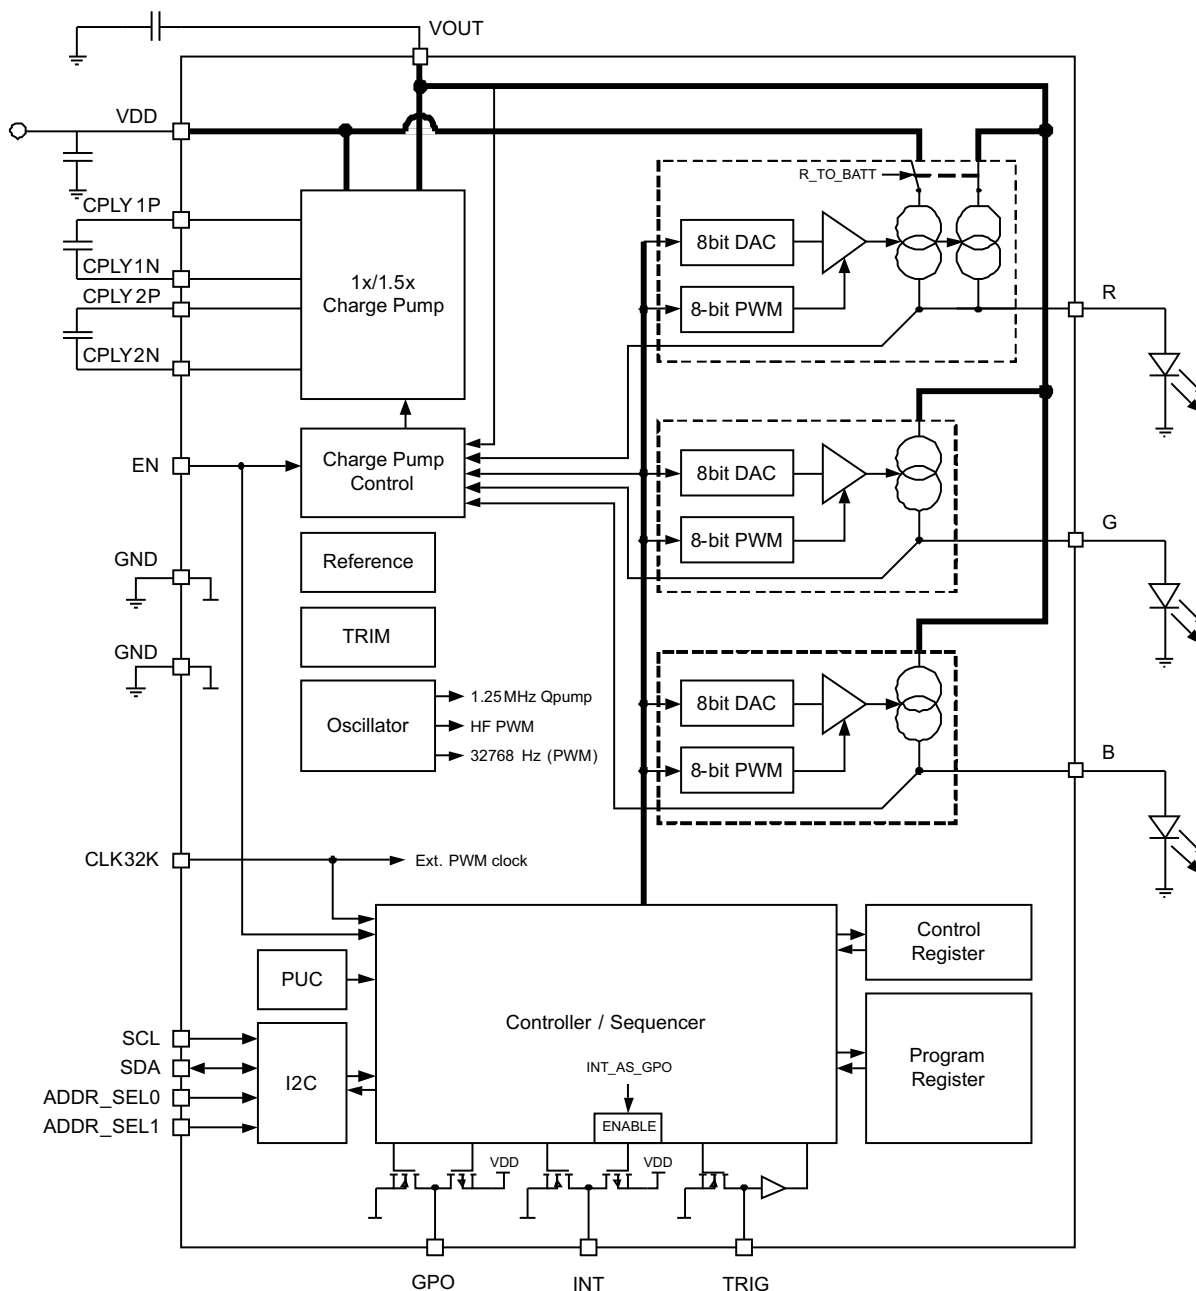 VOUT
VDD
R_TO_BATT
CPLY1P
8bit DAC
CPLY1N
1x/1.5x
Charge Pump
CPLY2P
8-bit PWM
R
CPLY2N
EN
Charge Pump
Control
8bit DAC
8-bit PWM
G
GND
Reference
TRIM
GND
Oscillator
1.25MHz Qpump
HF PWM
32768 Hz (PWM)
8bit DAC
8-bit PWM
B
CLK32K
Ext. PWM clock
Control
Register
PUC
Controller / Sequencer
SCL
SDA
ADDR_SEL0
ADDR_SEL1
I2C
INT_AS_GPO
ENABLE
Program
Register
VDD
VDD
GPO
INT
TRIG